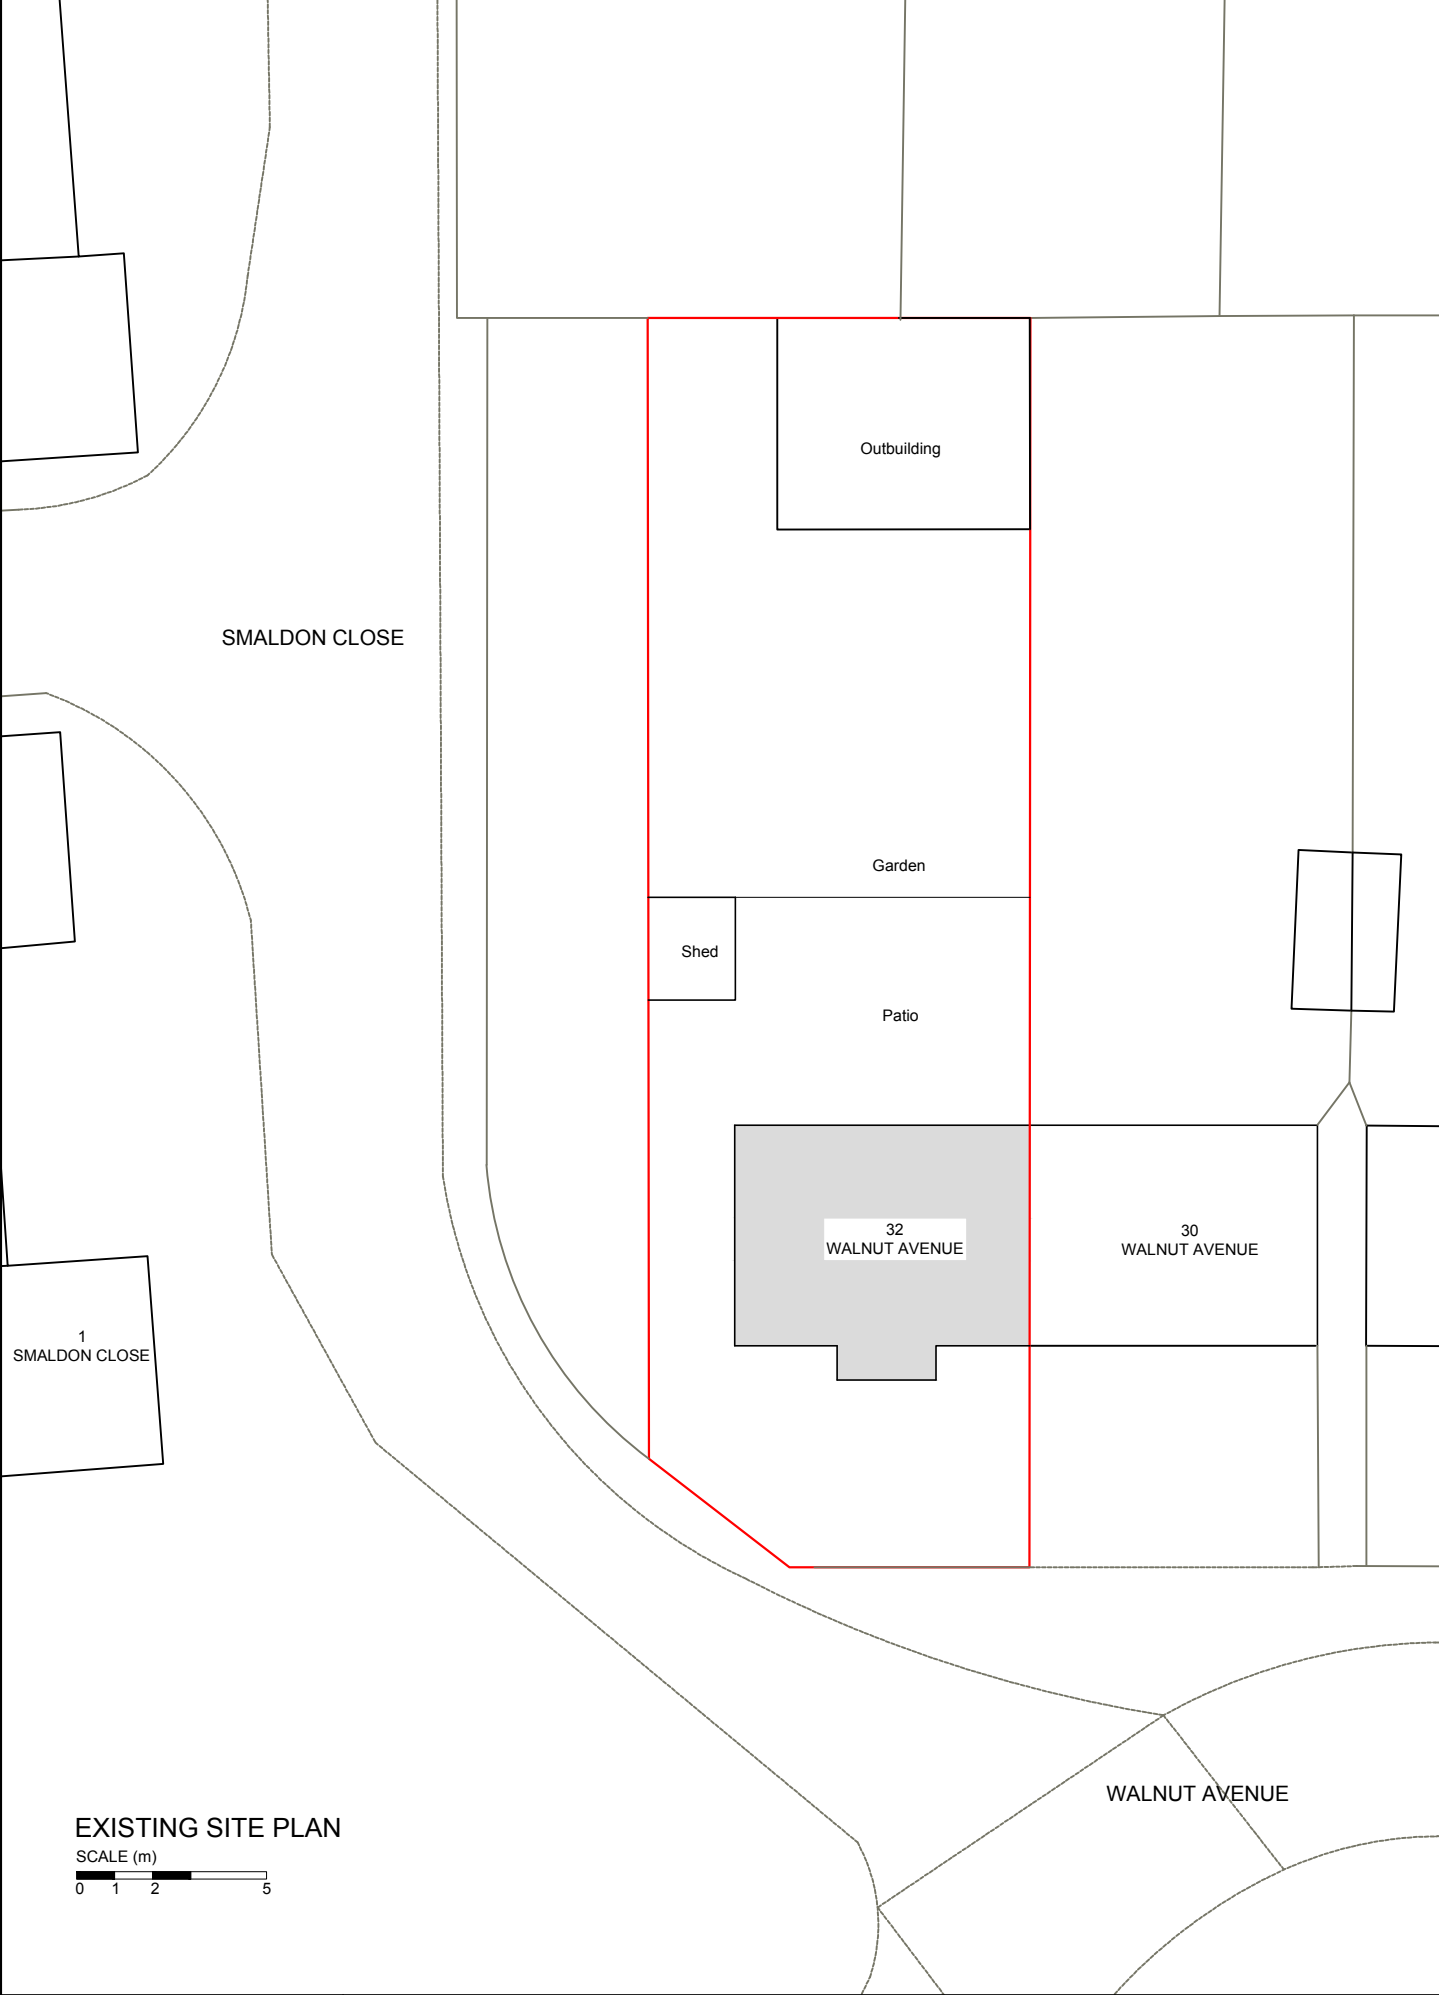 Outbuilding
SMALDON CLOSE
Garden
Shed
Patio
32
WALNUT AVENUE
30
WALNUT AVENUE
1
SMALDON CLOSE
WALNUT AVENUE
EXISTING SITE PLAN
SCALE (m)
0 1 2 5